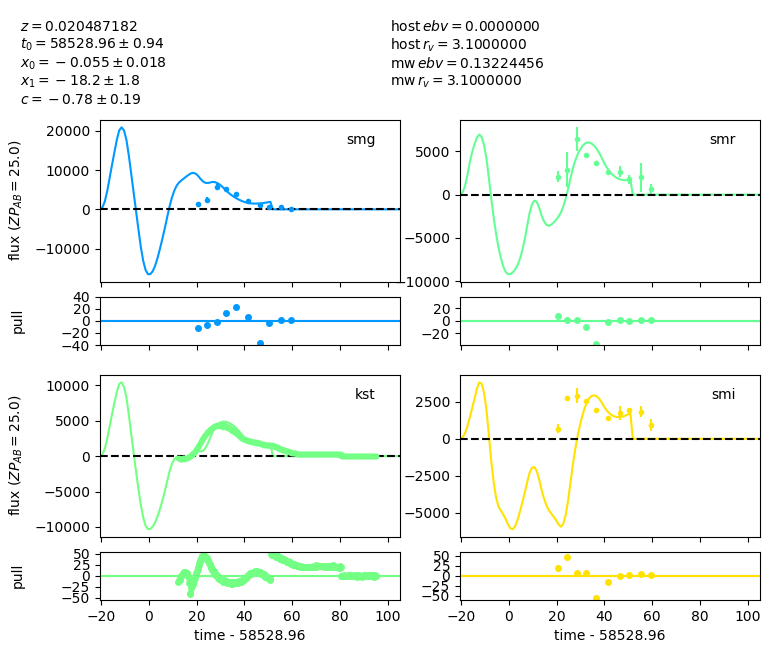 z = 0.020487182
t0 = 58528.96 ± 0.94
x0 = −0.055 ± 0.018
x1 = −18.2 ± 1.8
c = −0.78 ± 0.19
host ebv = 0.0000000
host r_v = 3.1000000
mw ebv = 0.13224456
mw r_v = 3.1000000
flux (ZP_AB = 25.0)
20000
10000
0
−10000
smg
5000
0
−5000
−10000
smr
pull
40
20
0
−20
−40
20
0
−20
−40
flux (ZP_AB = 25.0)
10000
5000
0
−5000
−10000
kst
2500
0
−2500
−5000
smi
pull
50
25
0
−25
−50
50
25
0
−25
−50
−20 0 20 40 60 80 100
−20 0 20 40 60 80 100
time - 58528.96
time - 58528.96